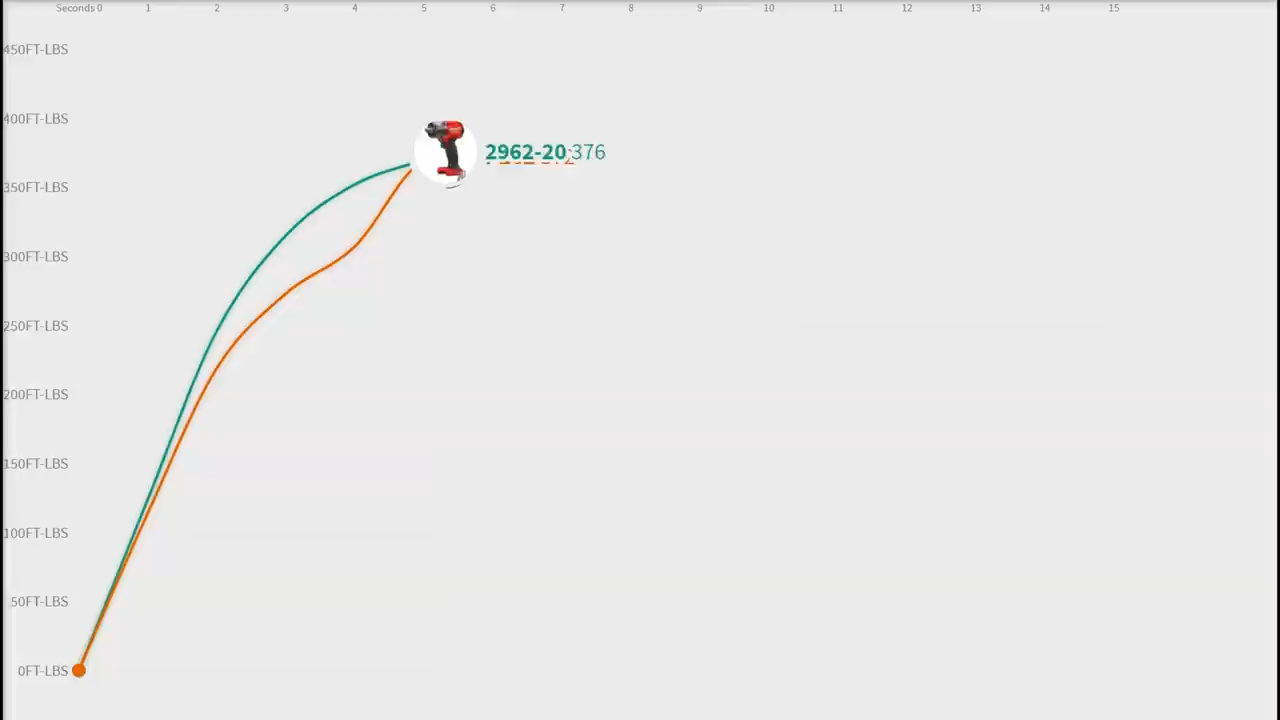 Seconds 0 1 2 3 4 5 6 7 8 9 10 11 12 13 14 15
450FT-LBS
400FT-LBS
2962-20:376
350FT-LBS
300FT-LBS
250FT-LBS
200FT-LBS
150FT-LBS
100FT-LBS
50FT-LBS
0FT-LBS